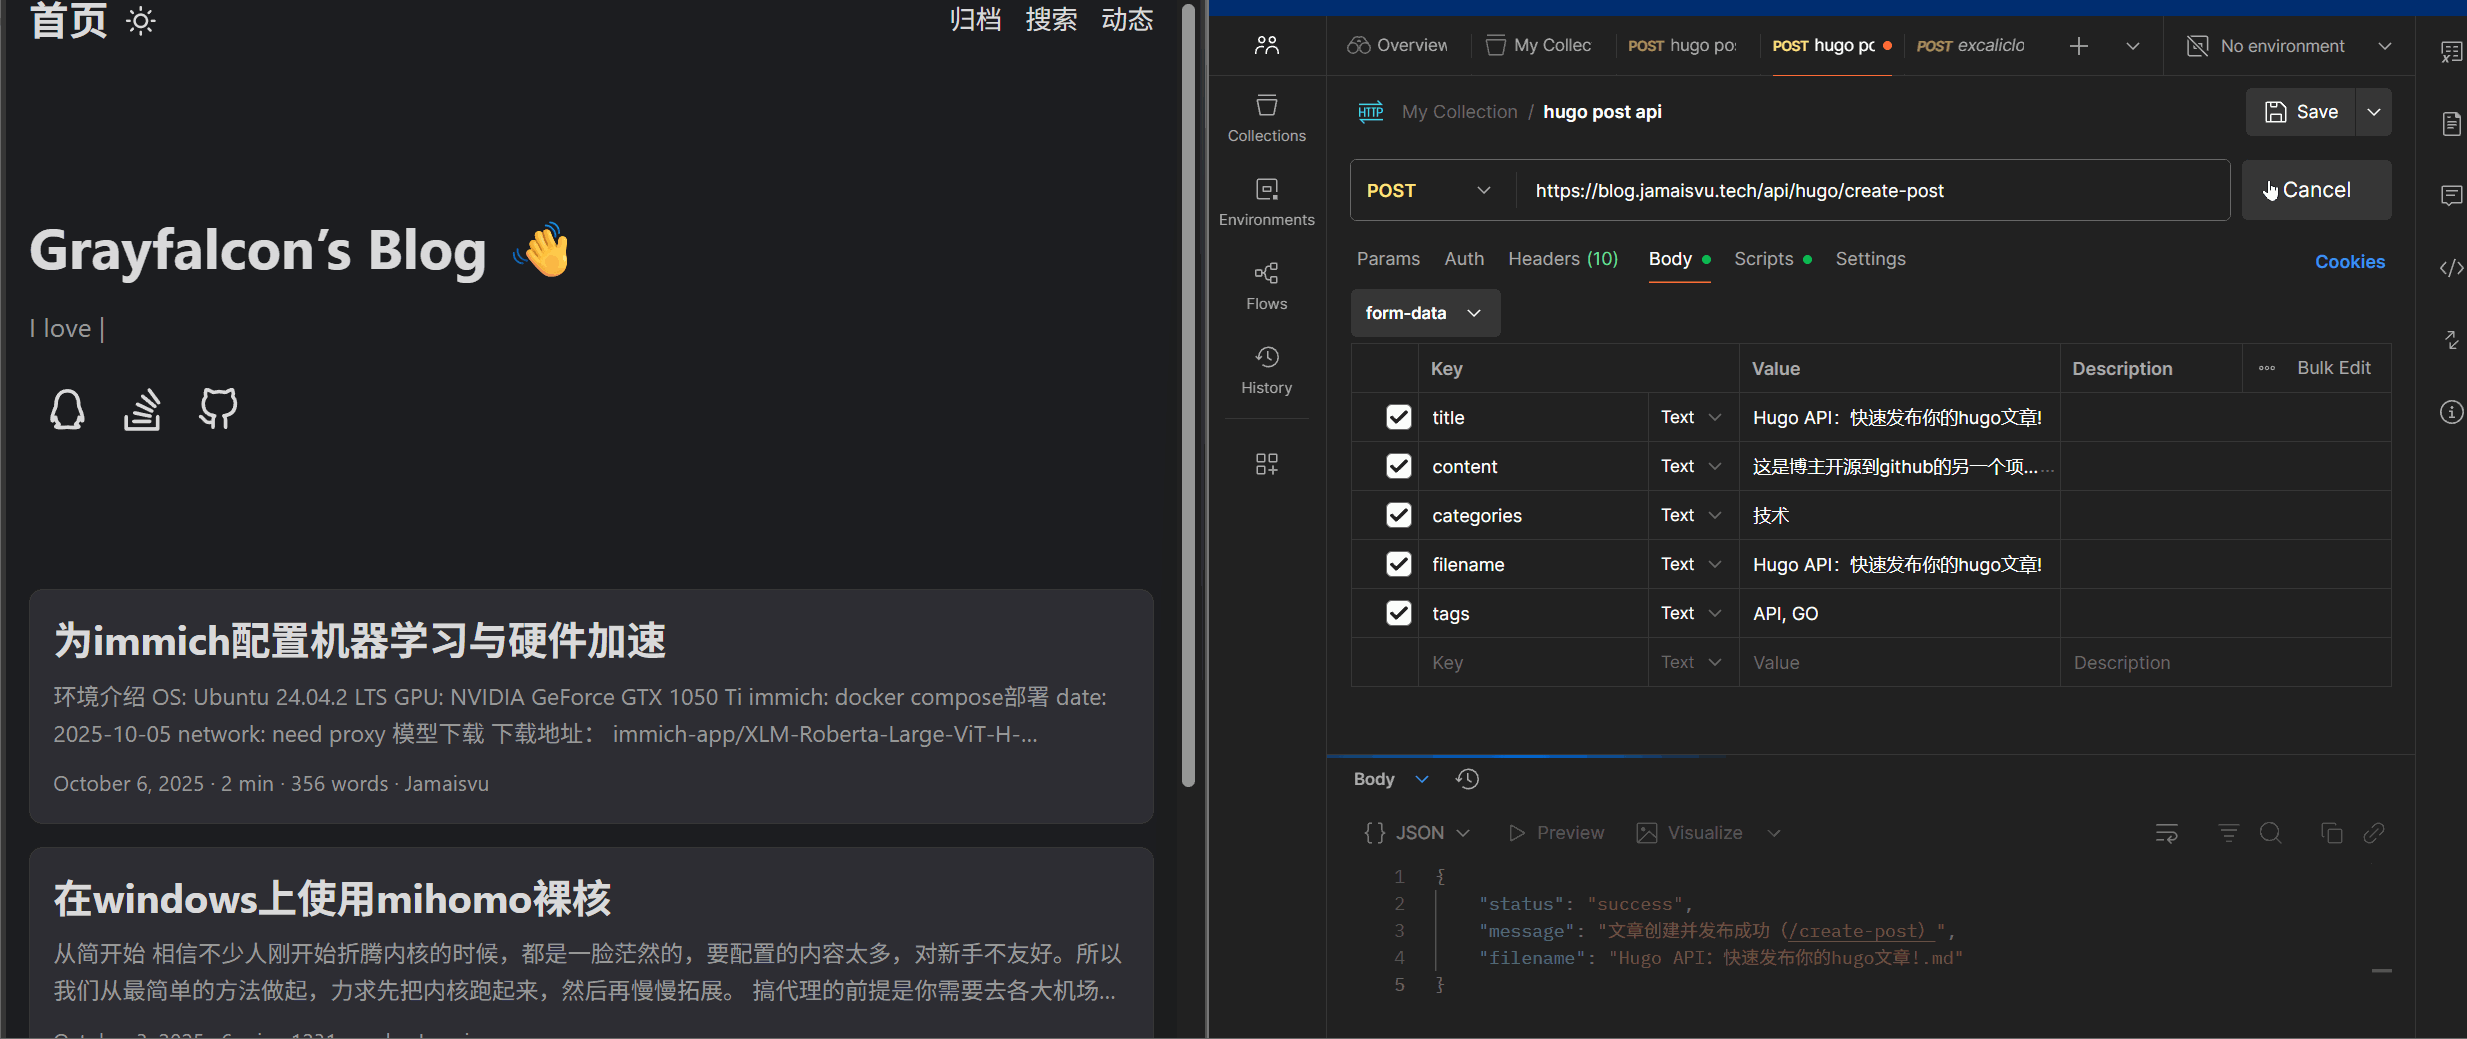 首页
归档 搜索 动态
Grayfalcon’s Blog 👋
I love |
为immich配置机器学习与硬件加速
环境介绍 OS: Ubuntu 24.04.2 LTS GPU: NVIDIA GeForce GTX 1050 Ti immich: docker compose部署 date:
2025-10-05 network: need proxy 模型下载 下载地址： immich-app/XLM-Roberta-Large-ViT-H-...
October 6, 2025 · 2 min · 356 words · Jamaisvu
在windows上使用mihomo裸核
从简开始 相信不少人刚开始折腾内核的时候，都是一脸茫然的，要配置的内容太多，对新手不友好。所以
我们从最简单的方法做起，力求先把内核跑起来，然后再慢慢拓展。 搞代理的前提是你需要去各大机场...
Overview My Collec POST hugo po POST hugo pc POST excaliclo No environment
Collections
Environments
Flows
History
HTTP My Collection / hugo post api Save
POST https://blog.jamaisvu.tech/api/hugo/create-post Cancel
Params Auth Headers (10) Body Scripts Settings Cookies
form-data
Key Value Description Bulk Edit
title Text Hugo API：快速发布你的hugo文章!
content Text 这是博主开源到github的另一个项...
categories Text 技术
filename Text Hugo API：快速发布你的hugo文章!
tags Text API, GO
Key Text Value Description
Body
{} JSON Preview Visualize
1 {
2 "status": "success",
3 "message": "文章创建并发布成功（/create-post）",
4 "filename": "Hugo API：快速发布你的hugo文章!.md"
5 }